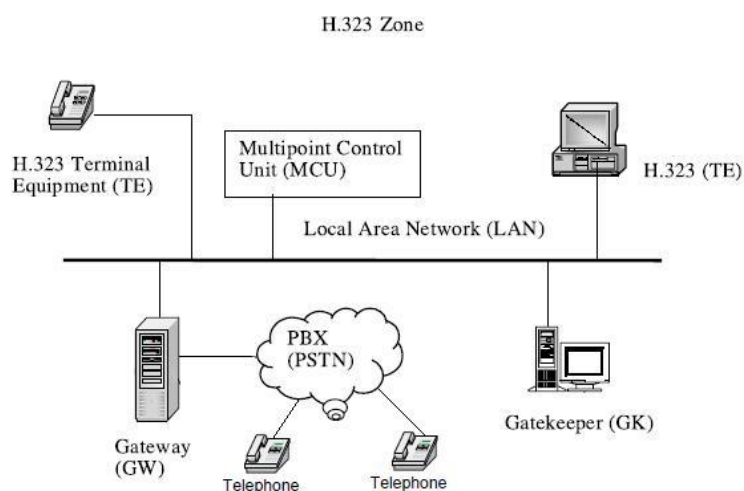 H.323 Zone
H.323 Terminal
Equipment (TE)
Multipoint Control
Unit (MCU)
H.323 (TE)
Local Area Network (LAN)
PBX
(PSTN)
Gateway
(GW)
Gatekeeper (GK)
Telephone
Telephone